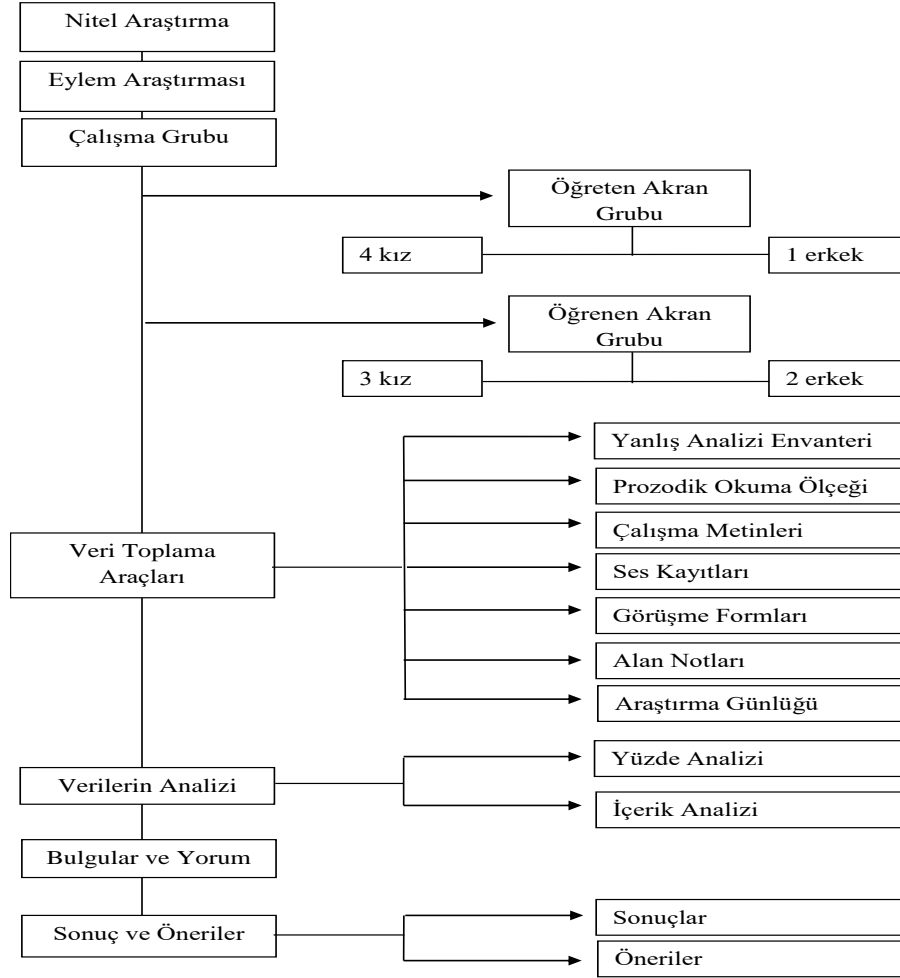 Nitel Araştırma
Eylem Araştırması
Çalışma Grubu
Öğreten Akran
Grubu
4 kız
1 erkek
Öğrenen Akran
Grubu
3 kız
2 erkek
Yanlış Analizi Envanteri
Prozodik Okuma Ölçeği
Çalışma Metinleri
Veri Toplama
Araçları
Ses Kayıtları
Görüşme Formları
Alan Notları
Araştırma Günlüğü
Verilerin Analizi
Yüzde Analizi
İçerik Analizi
Bulgular ve Yorum
Sonuç ve Öneriler
Sonuçlar
Öneriler